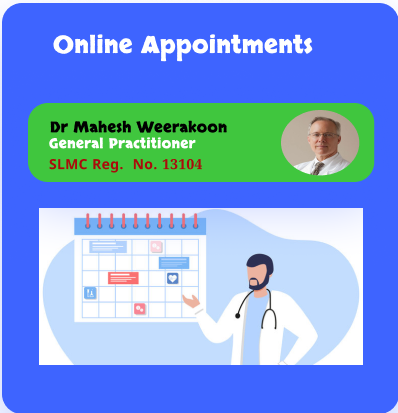 Online Appointments
Dr Mahesh Weerakoon
General Practitioner
SLMC Reg. No. 13104